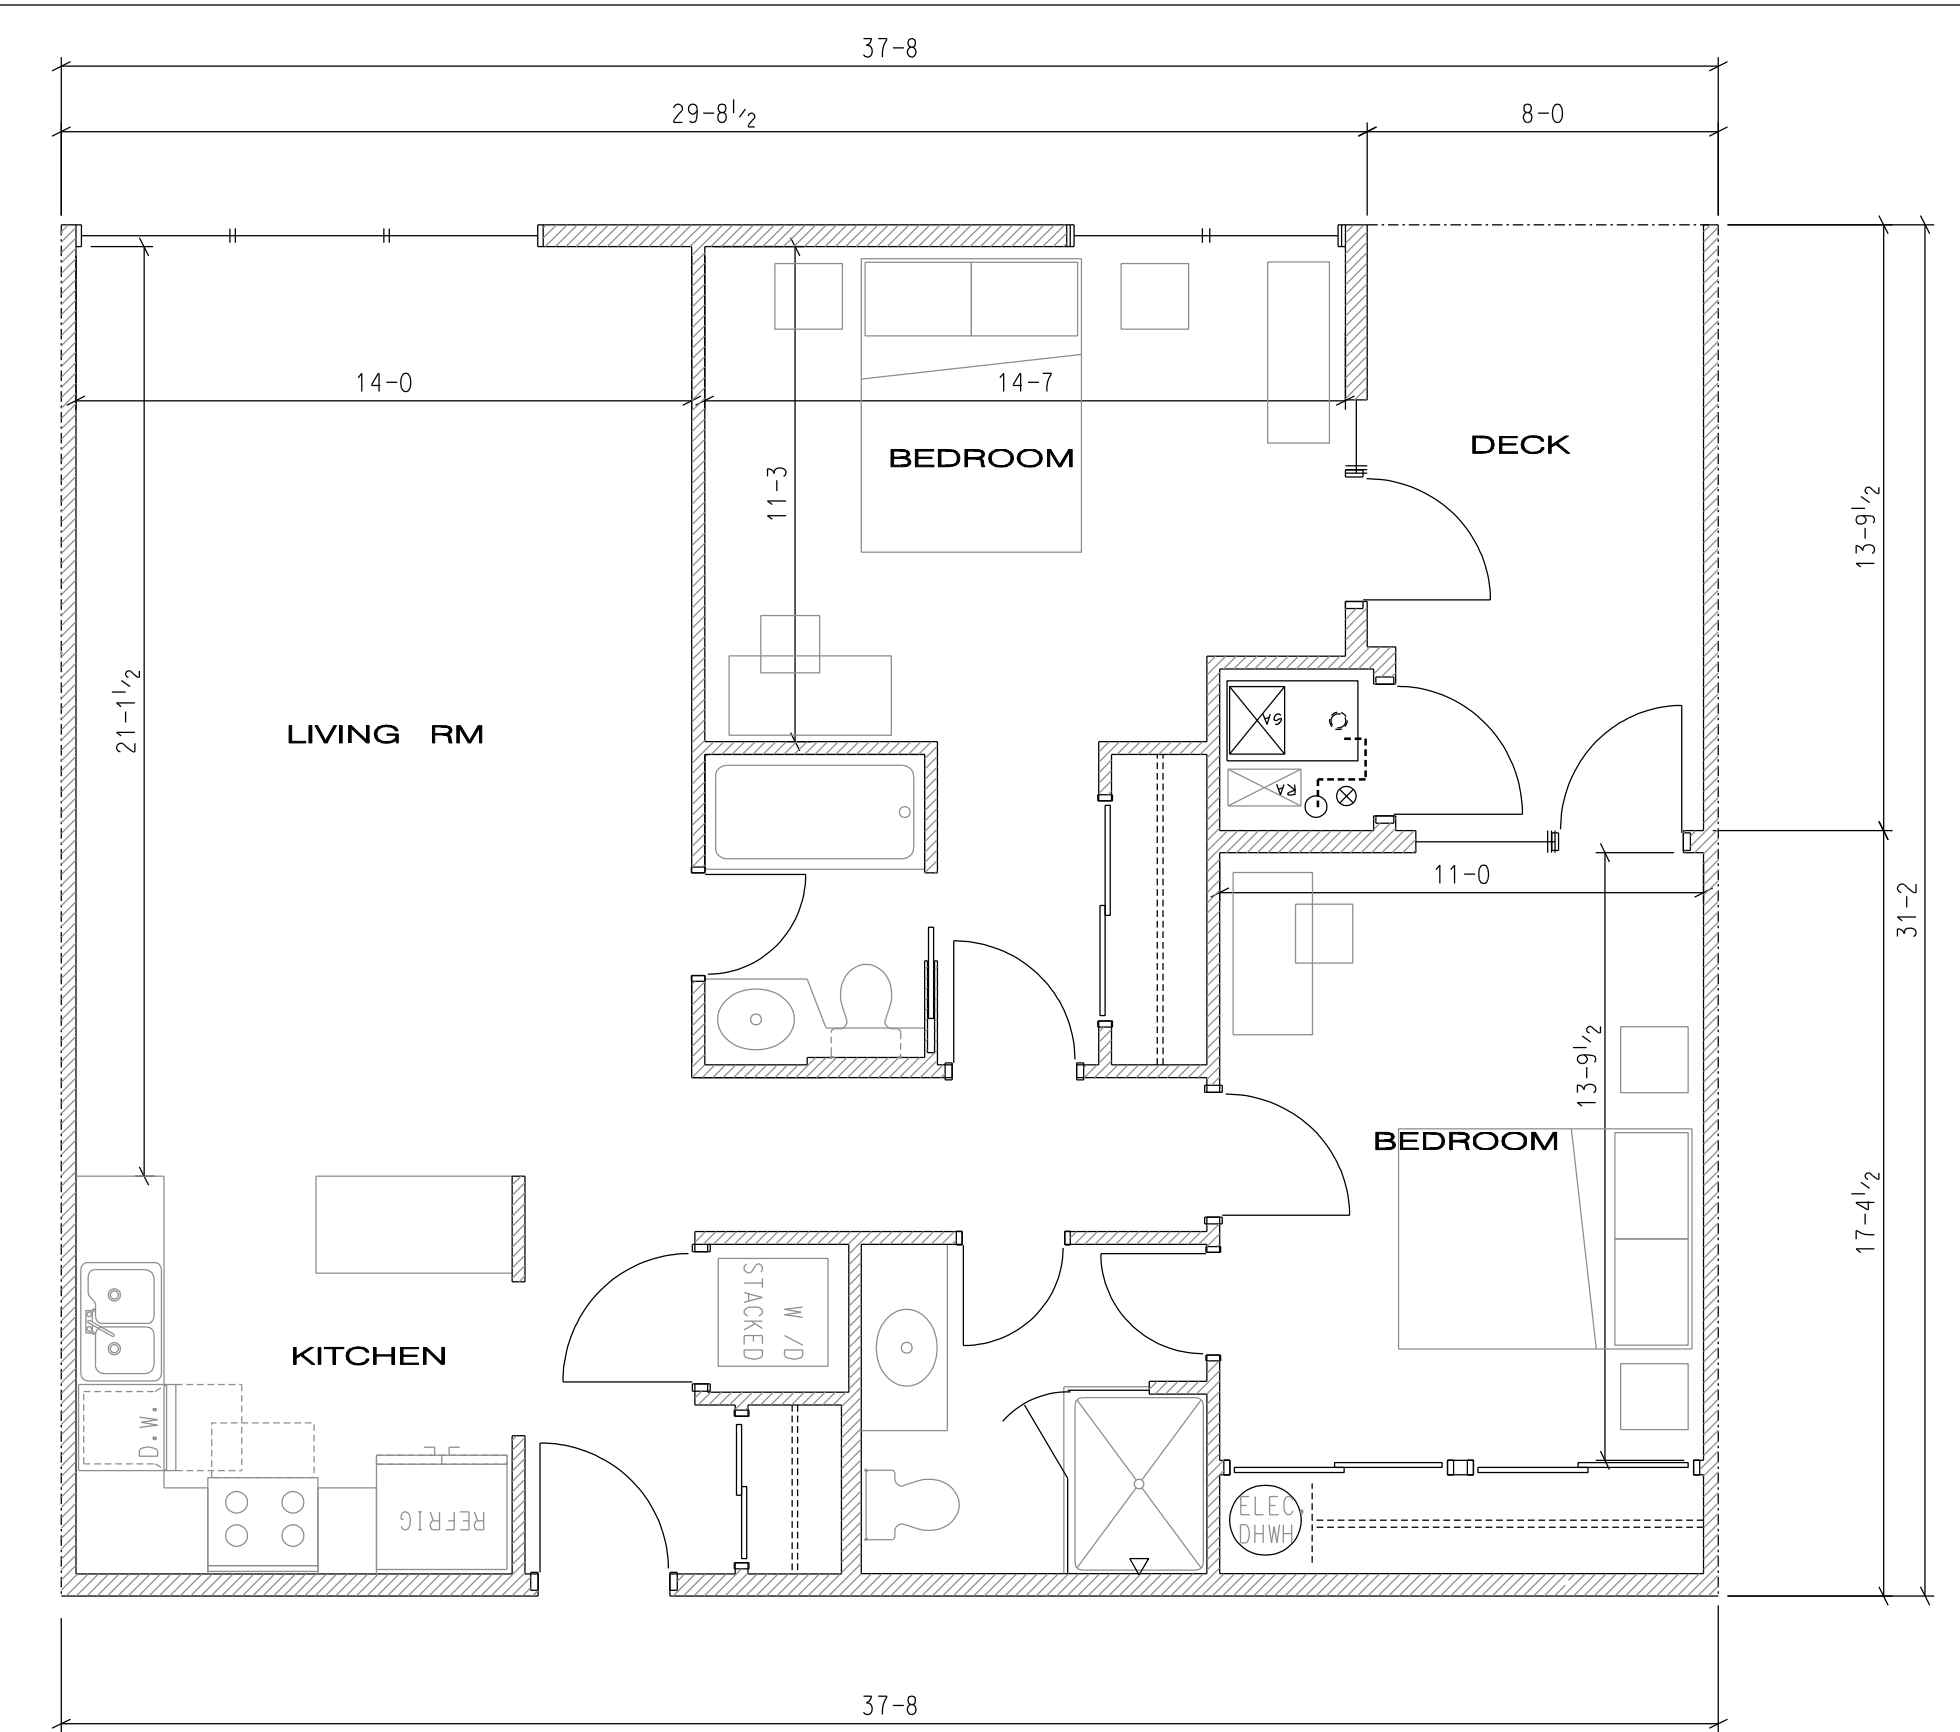 37-8
29-8 1/2
8-0
14-0
14-7
BEDROOM
DECK
11-3
13-9 1/2
21-1 1/2
LIVING RM
SA
RA
11-0
31-2
13-9 1/2
BEDROOM
17-4 1/2
STACKED
W/D
KITCHEN
D.W.
REFRIG
ELEC.
DHWH
37-8